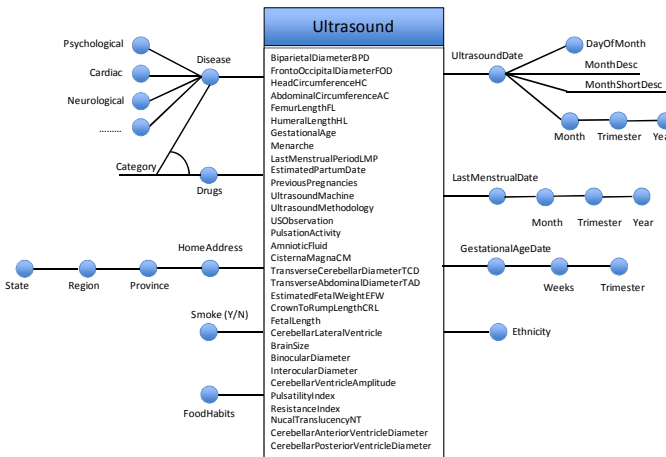 Ultrasound
Psychological
Cardiac
Neurological
.........
Disease
Category
Drugs
HomeAddress
State
Region
Province
Smoke (Y/N)
FoodHabits
BiparietalDiameterBPD
FrontoOccipitalDiameterFOD
HeadCircumferenceHC
AbdominalCircumferenceAC
FemurLengthFL
HumeralLengthHL
GestationalAge
Menarche
LastMenstrualPeriodLMP
EstimatedPartumDate
PreviousPregnancies
UltrasoundMachine
UltrasoundMethodology
USObservation
PulsationActivity
AmnioticFluid
CisternaMagnaCM
TransverseCerebellarDiameterTCD
TransverseAbdominalDiameterTAD
EstimatedFetalWeightEFW
CrownToRumpLengthCRL
FetalLength
CerebellarLateralVentricle
BrainSize
BinocularDiameter
InterocularDiameter
CerebellarVentricleAmplitude
PulsatilityIndex
ResistanceIndex
NucalTranslucencyNT
CerebellarAnteriorVentricleDiameter
CerebellarPosteriorVentricleDiameter
UltrasoundDate
DayOfMonth
MonthDesc
MonthShortDesc
Month Trimester Yea
LastMenstrualDate
Month Trimester Year
GestationalAgeDate
Weeks Trimester
Ethnicity